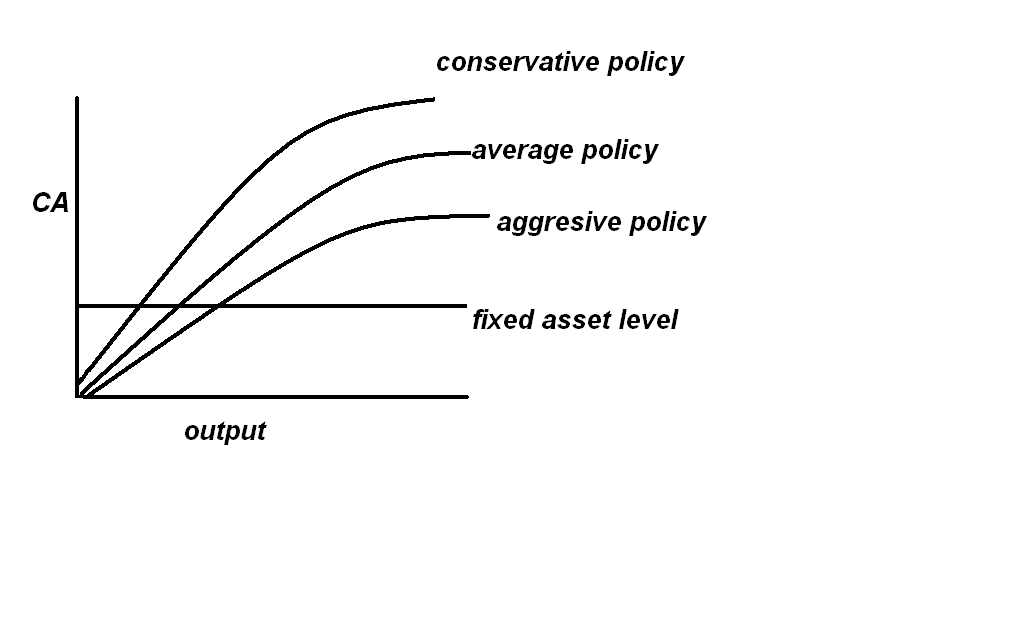 conservative policy
average policy
CA
aggresive policy
fixed asset level
output